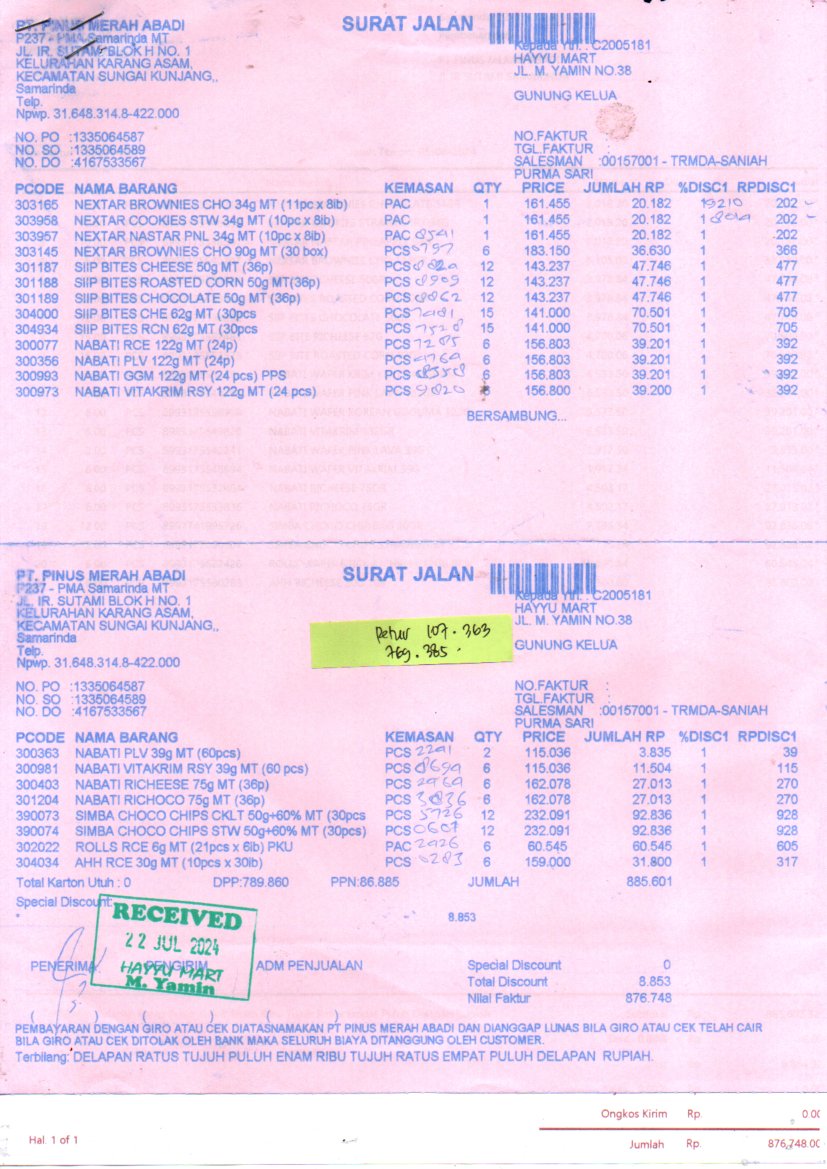 PT. PINUS MERAH ABADI
P237 - PMA Samarinda MT
JL. IR. SUTAMI BLOK H NO. 1
KELURAHAN KARANG ASAM,
KECAMATAN SUNGAI KUNJANG,,
Samarinda
Telp.
Npwp. 31.648.314.8-422.000
SURAT JALAN
Kepada Yth. : C2005181
HAYYU MART
JL. M. YAMIN NO.38
GUNUNG KELUA
NO. PO :1335064587
NO. SO :1335064589
NO. DO :4167533567
NO.FAKTUR :
TGL.FAKTUR :
SALESMAN :00157001 - TRMDA-SANIAH
PURMA SARI
PCODE NAMA BARANG KEMASAN QTY PRICE JUMLAH RP %DISC1 RPDISC1
303165 NEXTAR BROWNIES CHO 34g MT (11pc x 8ib) PAC 1 161.455 20.182 19210 202
303958 NEXTAR COOKIES STW 34g MT (10pc x 8ib) PAC 1 161.455 20.182 1 202
303957 NEXTAR NASTAR PNL 34g MT (10pc x 8ib) PAC 8541 1 161.455 20.182 1 202
303145 NEXTAR BROWNIES CHO 90g MT (30 box) PCS 0797 6 183.150 36.630 1 366
301187 SIIP BITES CHEESE 50g MT (36p) PCS 12 143.237 47.746 1 477
301188 SIIP BITES ROASTED CORN 50g MT(36p) PCS 8909 12 143.237 47.746 1 477
301189 SIIP BITES CHOCOLATE 50g MT (36p) PCS 8862 12 143.237 47.746 1 477
304000 SIIP BITES CHE 62g MT (30pcs PCS 15 141.000 70.501 1 705
304934 SIIP BITES RCN 62g MT (30pcs PCS 7528 15 141.000 70.501 1 705
300077 NABATI RCE 122g MT (24p) PCS 7285 6 156.803 39.201 1 392
300356 NABATI PLV 122g MT (24p) PCS 4764 6 156.803 39.201 1 392
300993 NABATI GGM 122g MT (24 pcs) PPS PCS 8358 6 156.803 39.201 1 392
300973 NABATI VITAKRIM RSY 122g MT (24 pcs) PCS 9820 6 156.800 39.200 1 392
BERSAMBUNG...
PT. PINUS MERAH ABADI
P237 - PMA Samarinda MT
JL. IR. SUTAMI BLOK H NO. 1
KELURAHAN KARANG ASAM,
KECAMATAN SUNGAI KUNJANG,,
Samarinda
Telp.
Npwp. 31.648.314.8-422.000
SURAT JALAN
Kepada Yth. : C2005181
HAYYU MART
JL. M. YAMIN NO.38
GUNUNG KELUA
Retur 107.363
769.385
NO. PO :1335064587
NO. SO :1335064589
NO. DO :4167533567
NO.FAKTUR :
TGL.FAKTUR :
SALESMAN :00157001 - TRMDA-SANIAH
PURMA SARI
PCODE NAMA BARANG KEMASAN QTY PRICE JUMLAH RP %DISC1 RPDISC1
300363 NABATI PLV 39g MT (60pcs) PCS 2241 2 115.036 3.835 1 39
300981 NABATI VITAKRIM RSY 39g MT (60 pcs) PCS 8694 6 115.036 11.504 1 115
300403 NABATI RICHEESE 75g MT (36p) PCS 2969 6 162.078 27.013 1 270
301204 NABATI RICHOCO 75g MT (36p) PCS 3836 6 162.078 27.013 1 270
390073 SIMBA CHOCO CHIPS CKLT 50g+60% MT (30pcs PCS 5726 12 232.091 92.836 1 928
390074 SIMBA CHOCO CHIPS STW 50g+60% MT (30pcs) PCS 0607 12 232.091 92.836 1 928
302022 ROLLS RCE 6g MT (21pcs x 6ib) PKU PAC 2426 6 60.545 60.545 1 605
304034 AHH RCE 30g MT (10pcs x 30ib) PCS 0283 6 159.000 31.800 1 317
Total Karton Utuh : 0 DPP:789.860 PPN:86.885 JUMLAH 885.601
Special Discount:
8.853
RECEIVED
22 JUL 2024
HAYYU MART
M. Yamin
PENERIMA PENGIRIM ADM PENJUALAN
Special Discount 0
Total Discount 8.853
Nilai Faktur 876.748
( ) ( ) ( )
PEMBAYARAN DENGAN GIRO ATAU CEK DIATASNAMAKAN PT PINUS MERAH ABADI DAN DIANGGAP LUNAS BILA GIRO ATAU CEK TELAH CAIR
BILA GIRO ATAU CEK DITOLAK OLEH BANK MAKA SELURUH BIAYA DITANGGUNG OLEH CUSTOMER.
Terbilang: DELAPAN RATUS TUJUH PULUH ENAM RIBU TUJUH RATUS EMPAT PULUH DELAPAN RUPIAH.
Ongkos Kirim Rp. 0.00
Hal. 1 of 1
Jumlah Rp. 876,748.00